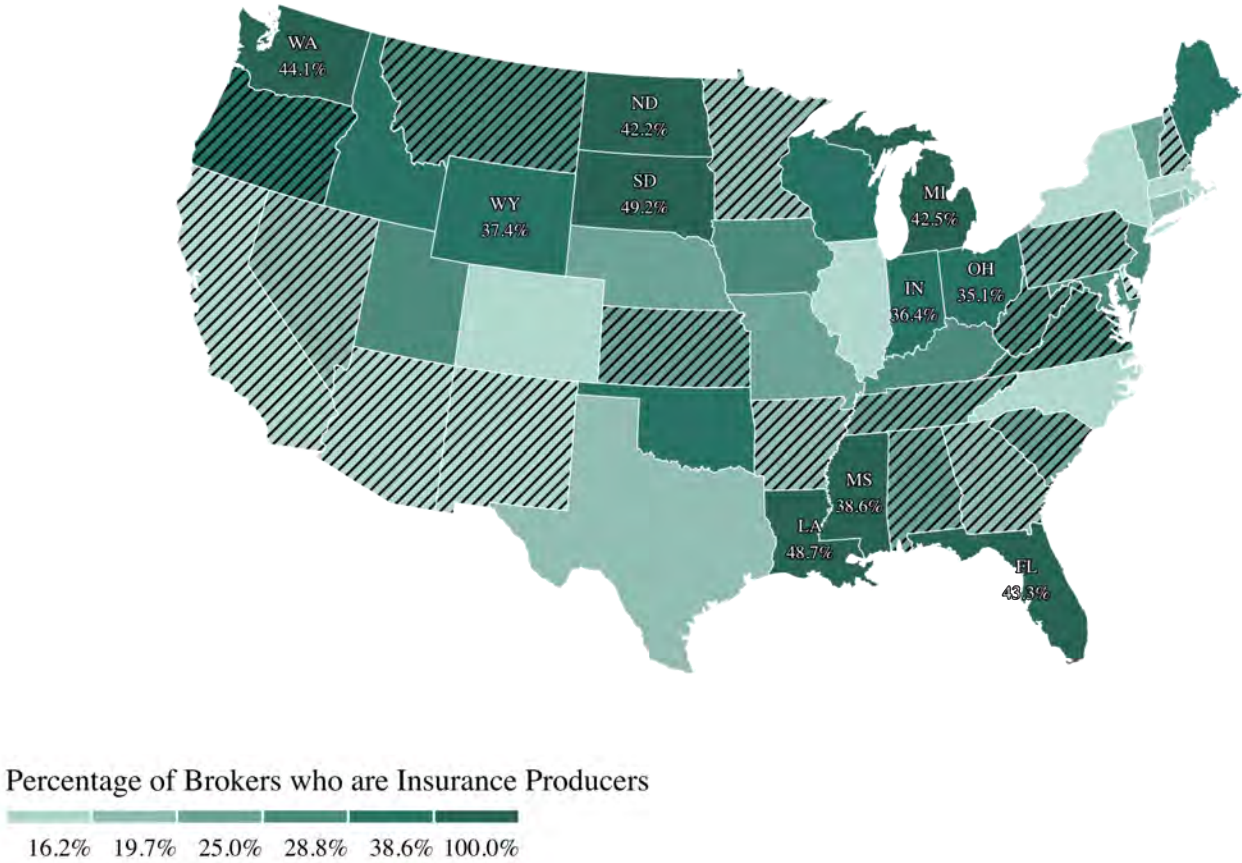 WA
44.1%
ND
42.2%
SD
49.2%
MI
42.5%
WY
37.4%
OH
35.1%
IN
36.4%
MS
38.6%
LA
48.7%
FL
43.3%
Percentage of Brokers who are Insurance Producers
16.2% 19.7% 25.0% 28.8% 38.6% 100.0%